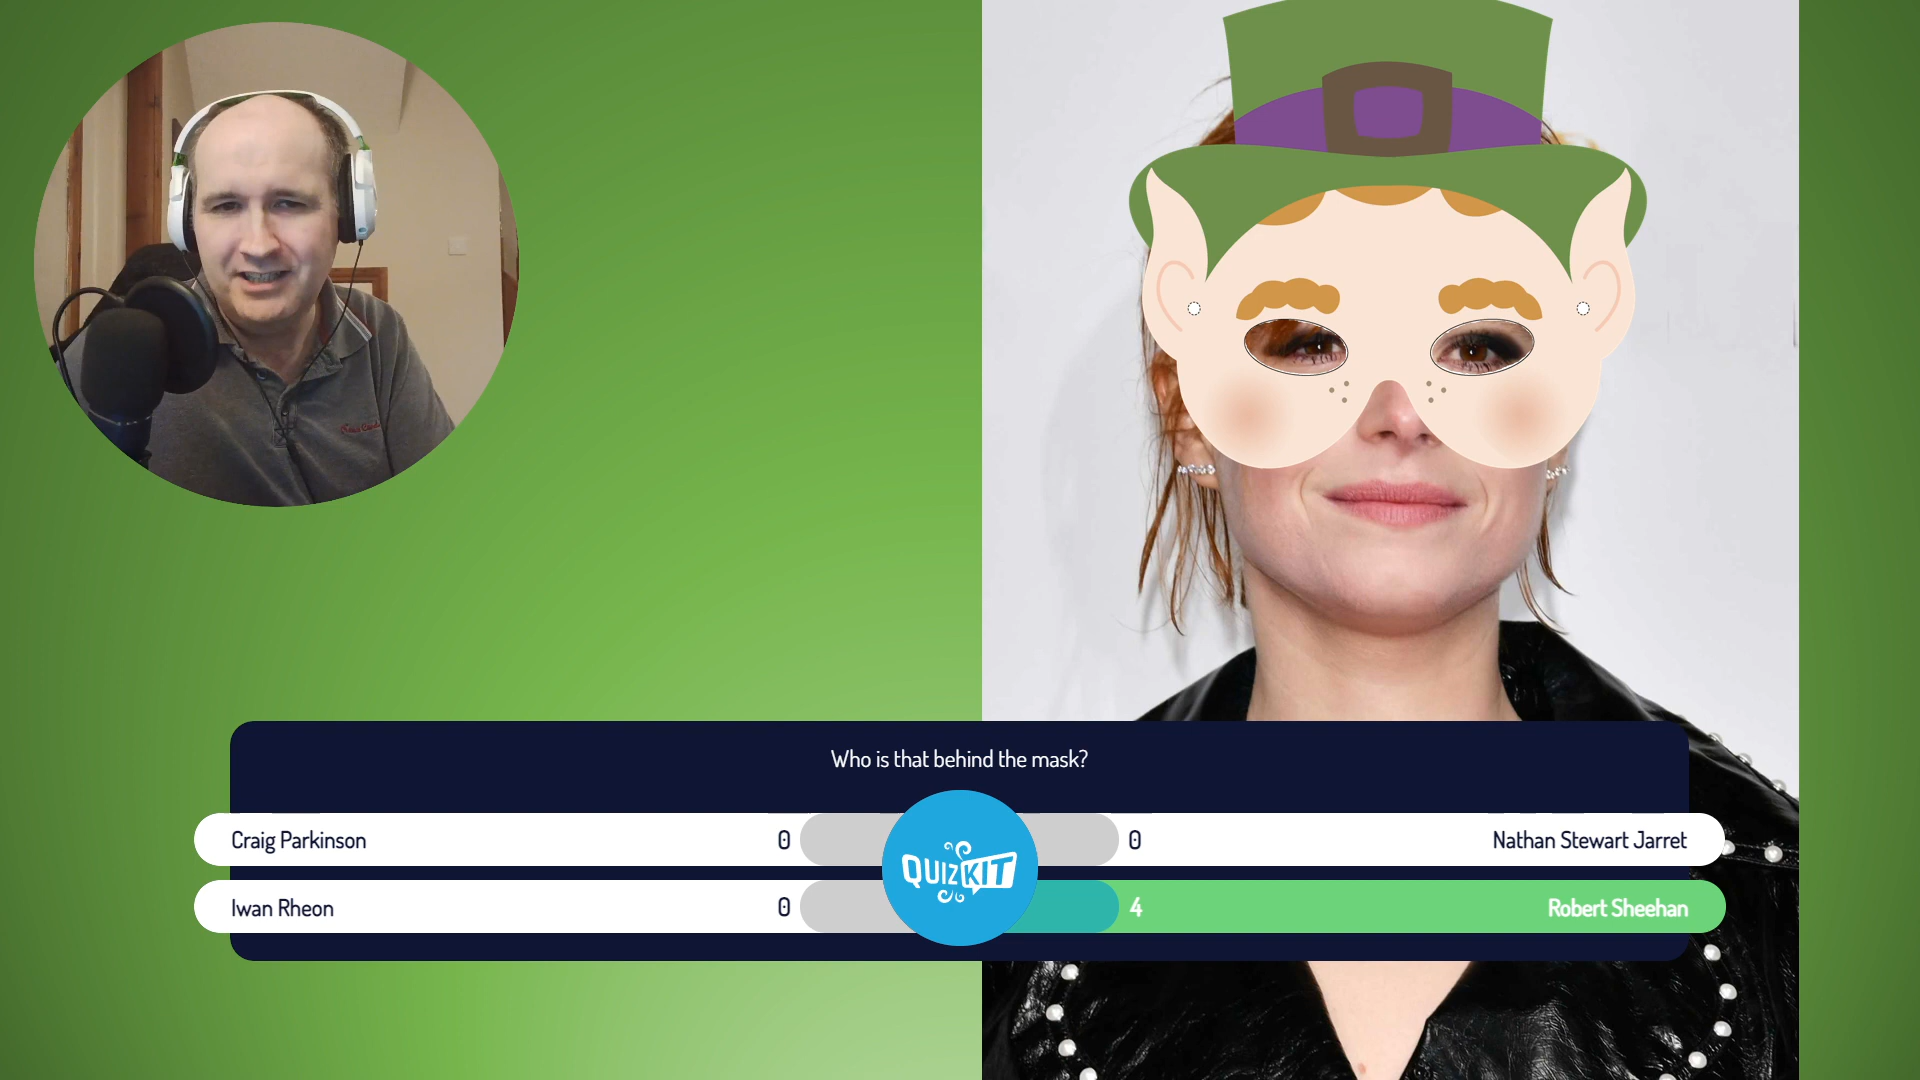 Who is that behind the mask?
Craig Parkinson 0
0 Nathan Stewart Jarret
Iwan Rheon 0
4 Robert Sheehan
QUIZKIT